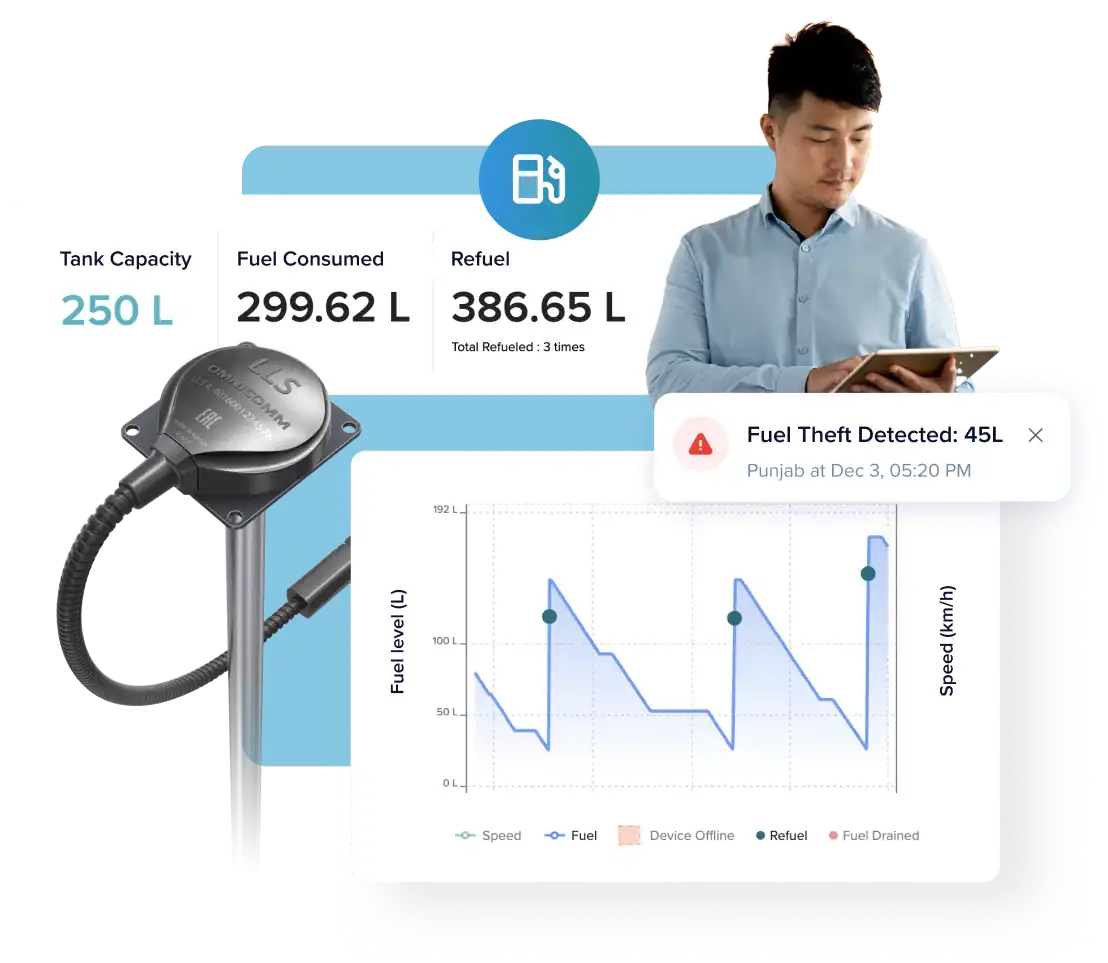 Tank Capacity
250 L
Fuel Consumed
299.62 L
Refuel
386.65 L
Total Refueled : 3 times
LLS
OMNICOMM
EAC
Fuel Theft Detected: 45L
Punjab at Dec 3, 05:20 PM
192 L
100 L
50 L
0 L
Fuel level (L)
Speed (km/h)
Speed
Fuel
Device Offline
Refuel
Fuel Drained